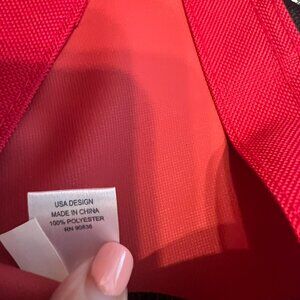 USA DESIGN
MADE IN CHINA
100% POLYESTER
RN 90836